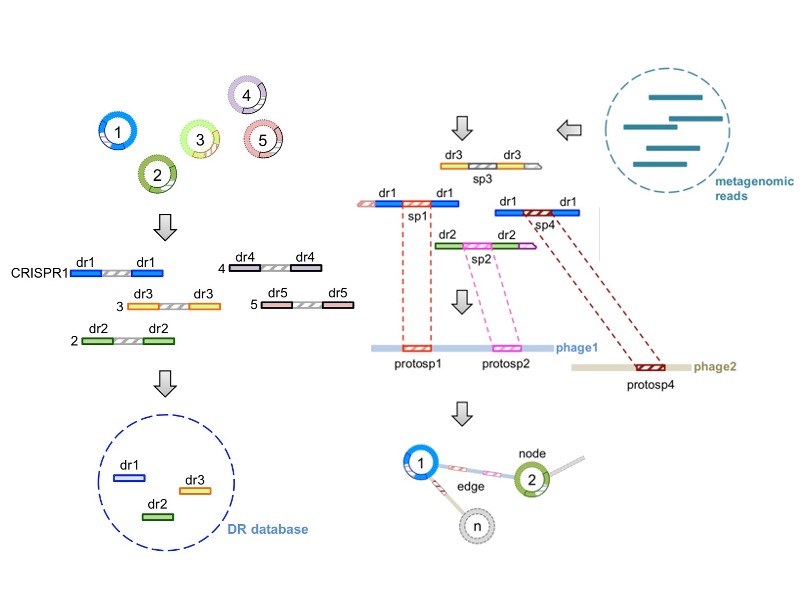 4
1
3
5
2
CRISPR1
dr1 dr1
4
dr4 dr4
3
dr3 dr3
5
dr5 dr5
2
dr2 dr2
dr1
dr3
dr2
DR database
metagenomic
reads
dr3 dr3
sp3
dr1 dr1
sp1
dr1 dr1
sp4
dr2 dr2
sp2
phage1
protosp1 protosp2
phage2
protosp4
1
edge
node
2
n